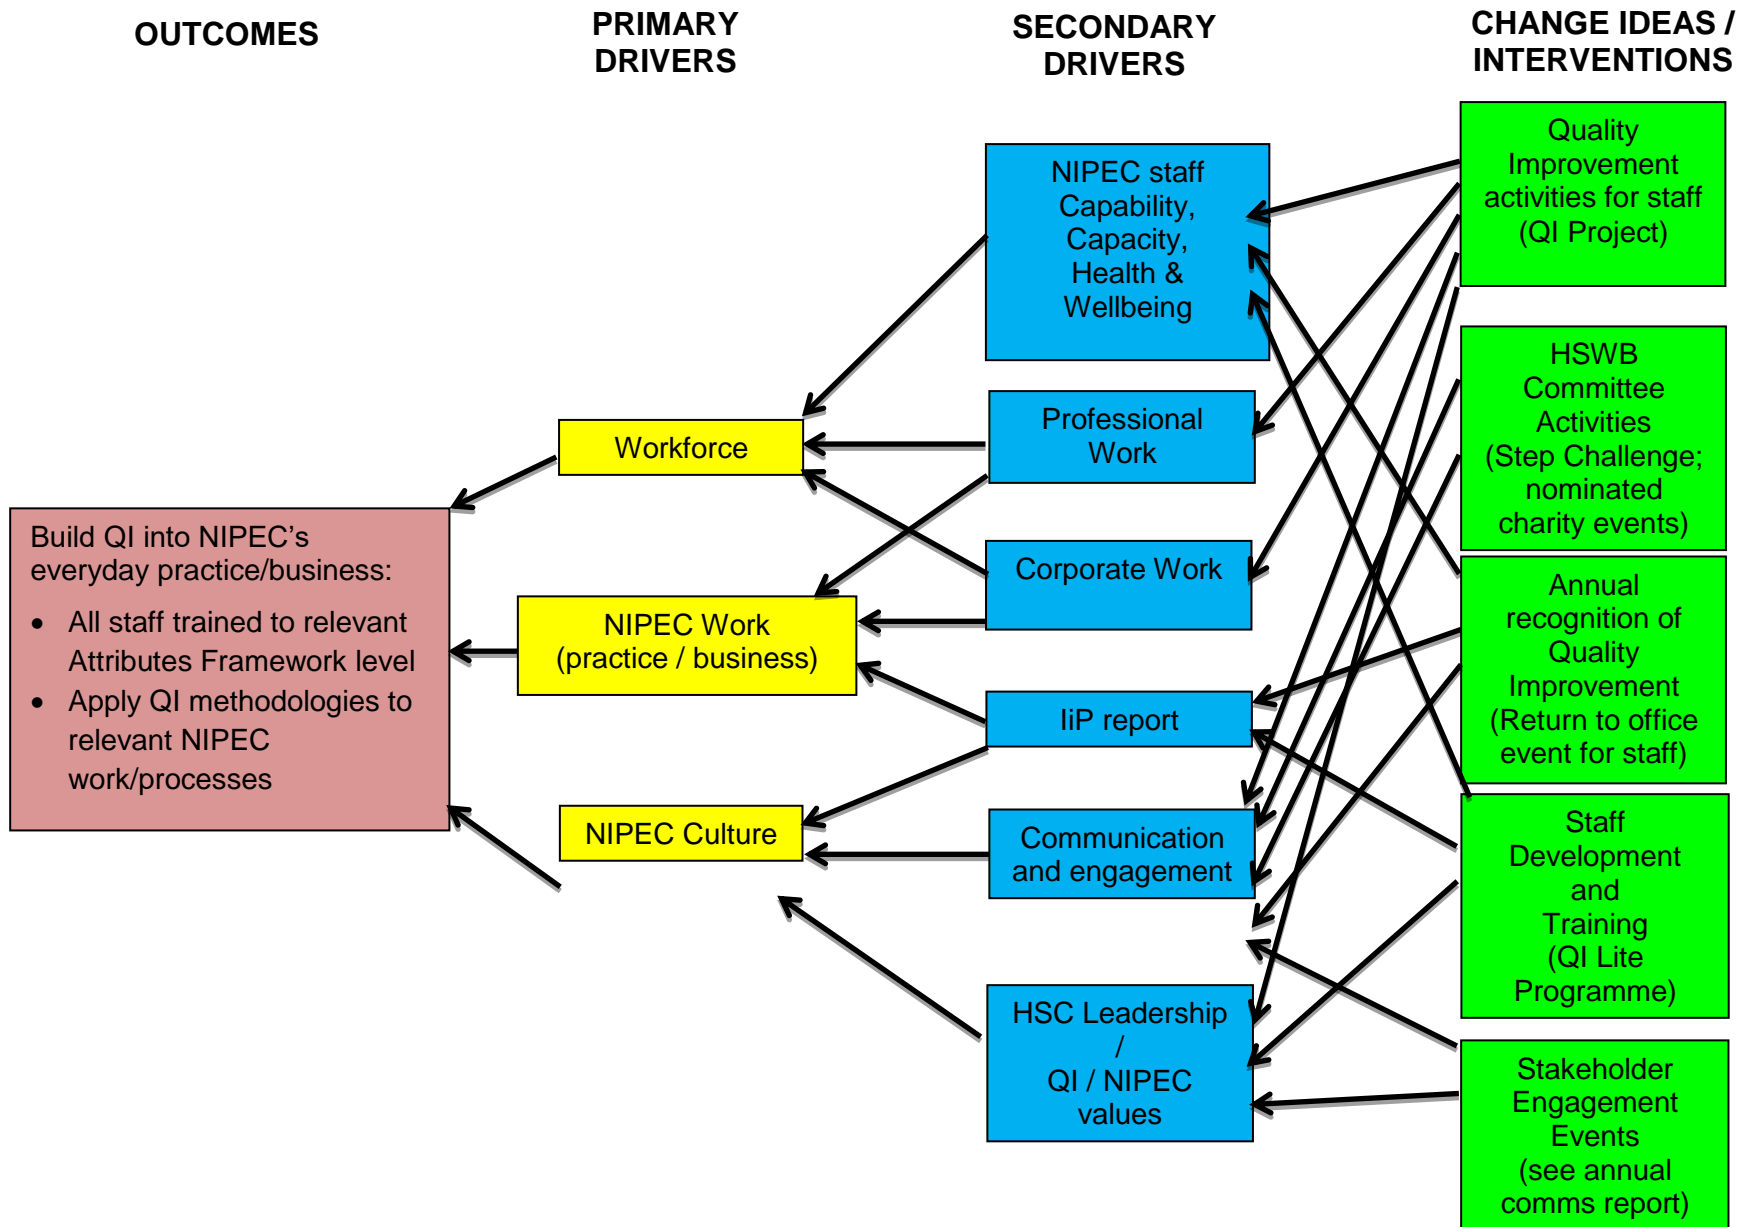 OUTCOMES
PRIMARY
DRIVERS
SECONDARY
DRIVERS
CHANGE IDEAS /
INTERVENTIONS
Build QI into NIPEC’s
everyday practice/business:
• All staff trained to relevant
Attributes Framework level
• Apply QI methodologies to
relevant NIPEC
work/processes
Workforce
NIPEC Work
(practice / business)
NIPEC Culture
NIPEC staff
Capability,
Capacity,
Health &
Wellbeing
Professional
Work
Corporate Work
IiP report
Communication
and engagement
HSC Leadership
/
QI / NIPEC
values
Quality
Improvement
activities for staff
(QI Project)
HSWB
Committee
Activities
(Step Challenge;
nominated
charity events)
Annual
recognition of
Quality
Improvement
(Return to office
event for staff)
Staff
Development
and
Training
(QI Lite
Programme)
Stakeholder
Engagement
Events
(see annual
comms report)